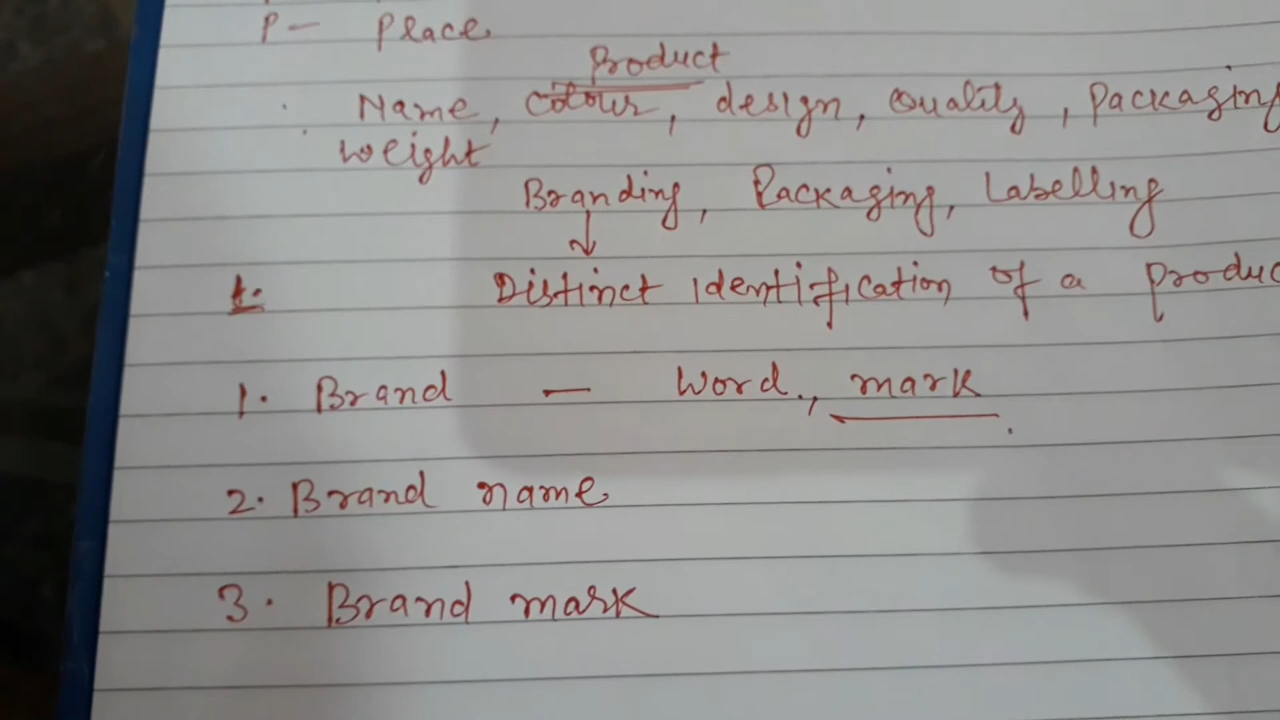 P - Place
Product
Name, colour, design, Quality, Packaging
weight
Branding, Packaging, Labelling
↓
1. Distinct identification of a produc
1. Brand - Word, mark
2. Brand name
3. Brand mark